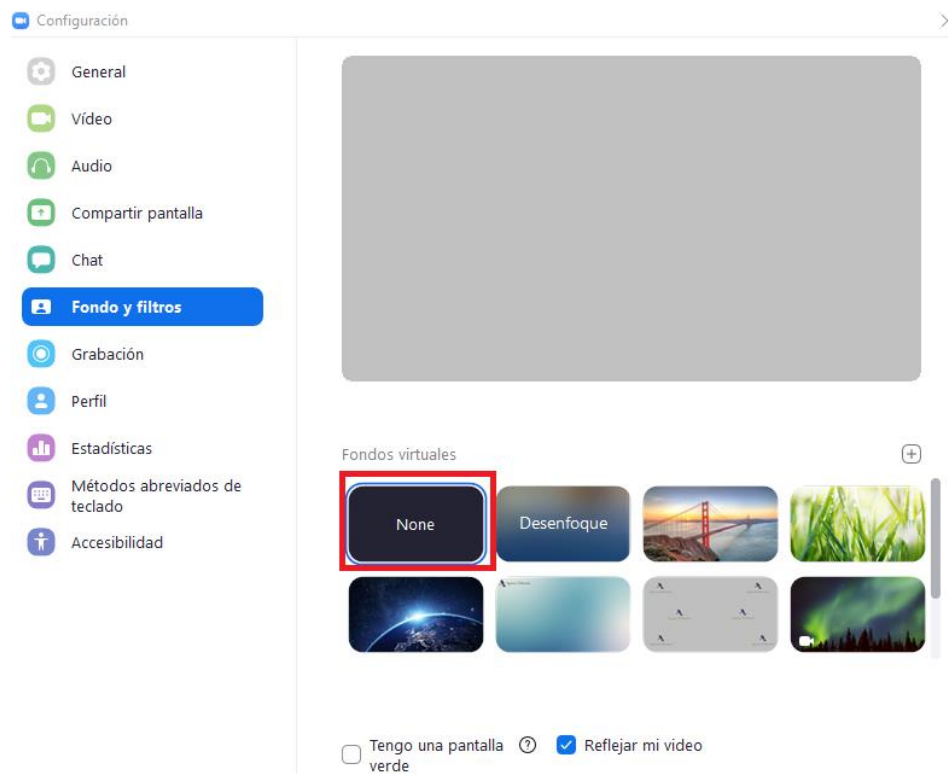 Configuración
General
Vídeo
Audio
Compartir pantalla
Chat
Fondo y filtros
Grabación
Perfil
Estadísticas
Métodos abreviados de
teclado
Accesibilidad
Fondos virtuales
None
Desenfoque
Tengo una pantalla
verde
Reflejar mi video